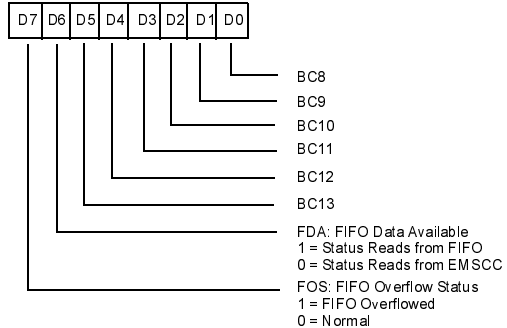 D7 D6 D5 D4 D3 D2 D1 D0
BC8
BC9
BC10
BC11
BC12
BC13
FDA: FIFO Data Available
1 = Status Reads from FIFO
0 = Status Reads from EMSCC
FOS: FIFO Overflow Status
1 = FIFO Overflowed
0 = Normal